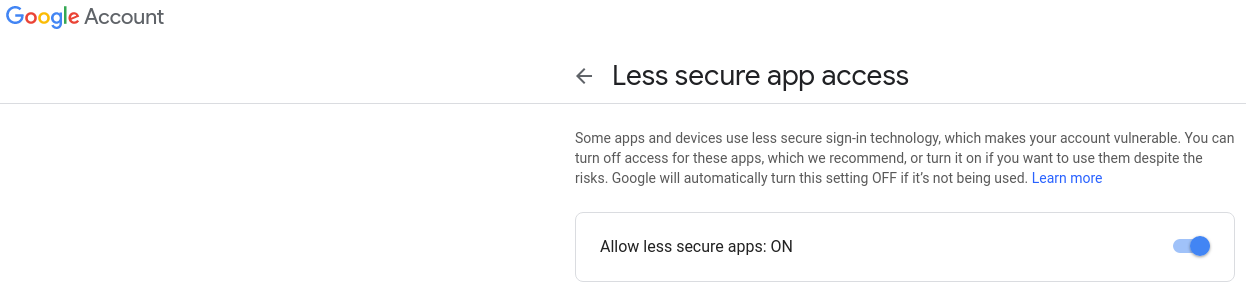 Google Account
Less secure app access
Some apps and devices use less secure sign-in technology, which makes your account vulnerable. You can
turn off access for these apps, which we recommend, or turn it on if you want to use them despite the
risks. Google will automatically turn this setting OFF if it’s not being used. Learn more
Allow less secure apps: ON